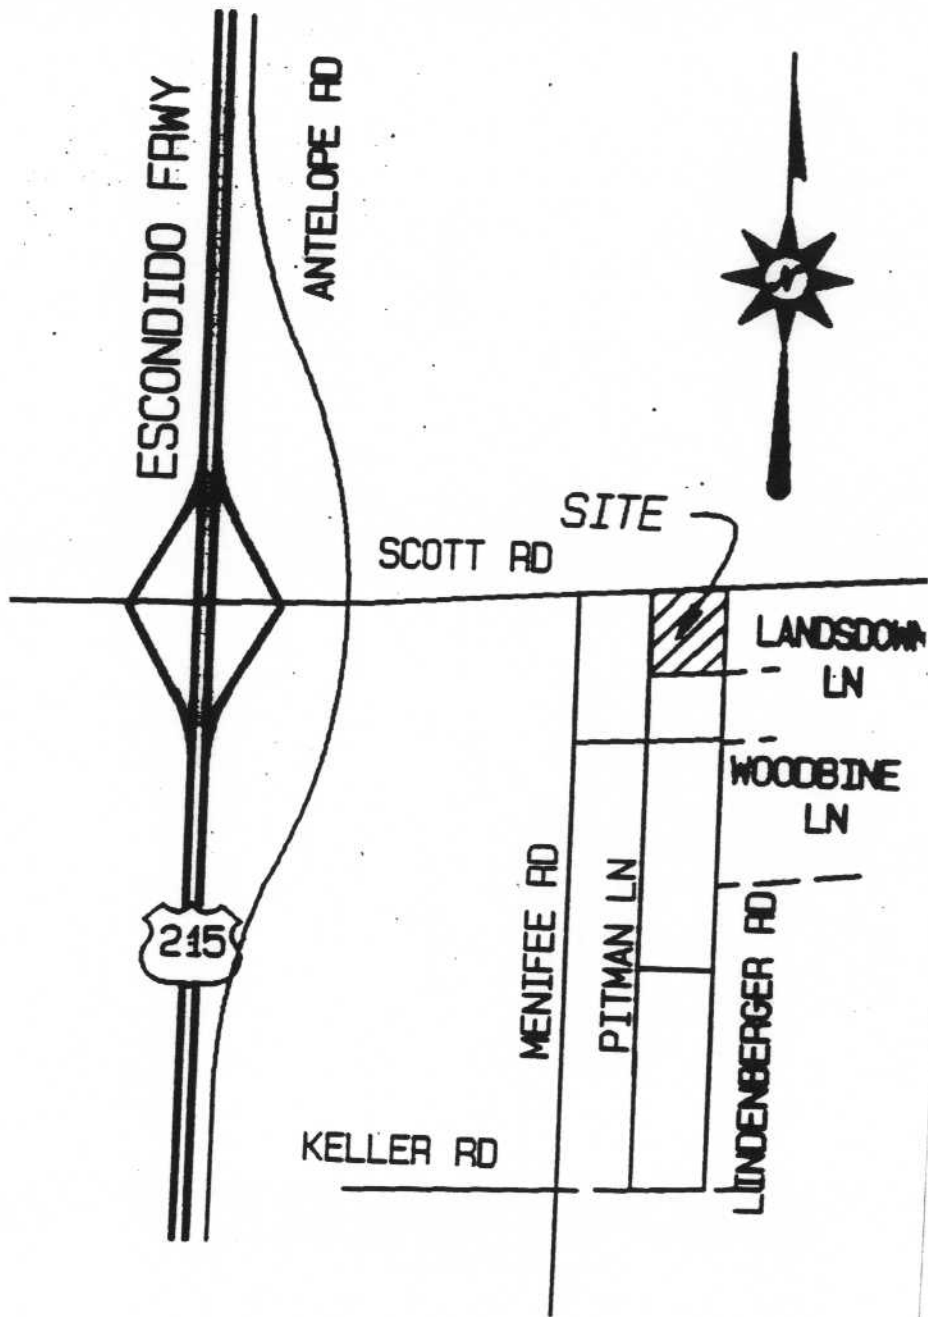 ESCONDIDO FRWY
ANTELOPE RD
N
SITE
SCOTT RD
LANDSDOWN
LN
WOODBINE
LN
MENIFEE RD
PITMAN LN
LINDENBERGER RD
215
KELLER RD